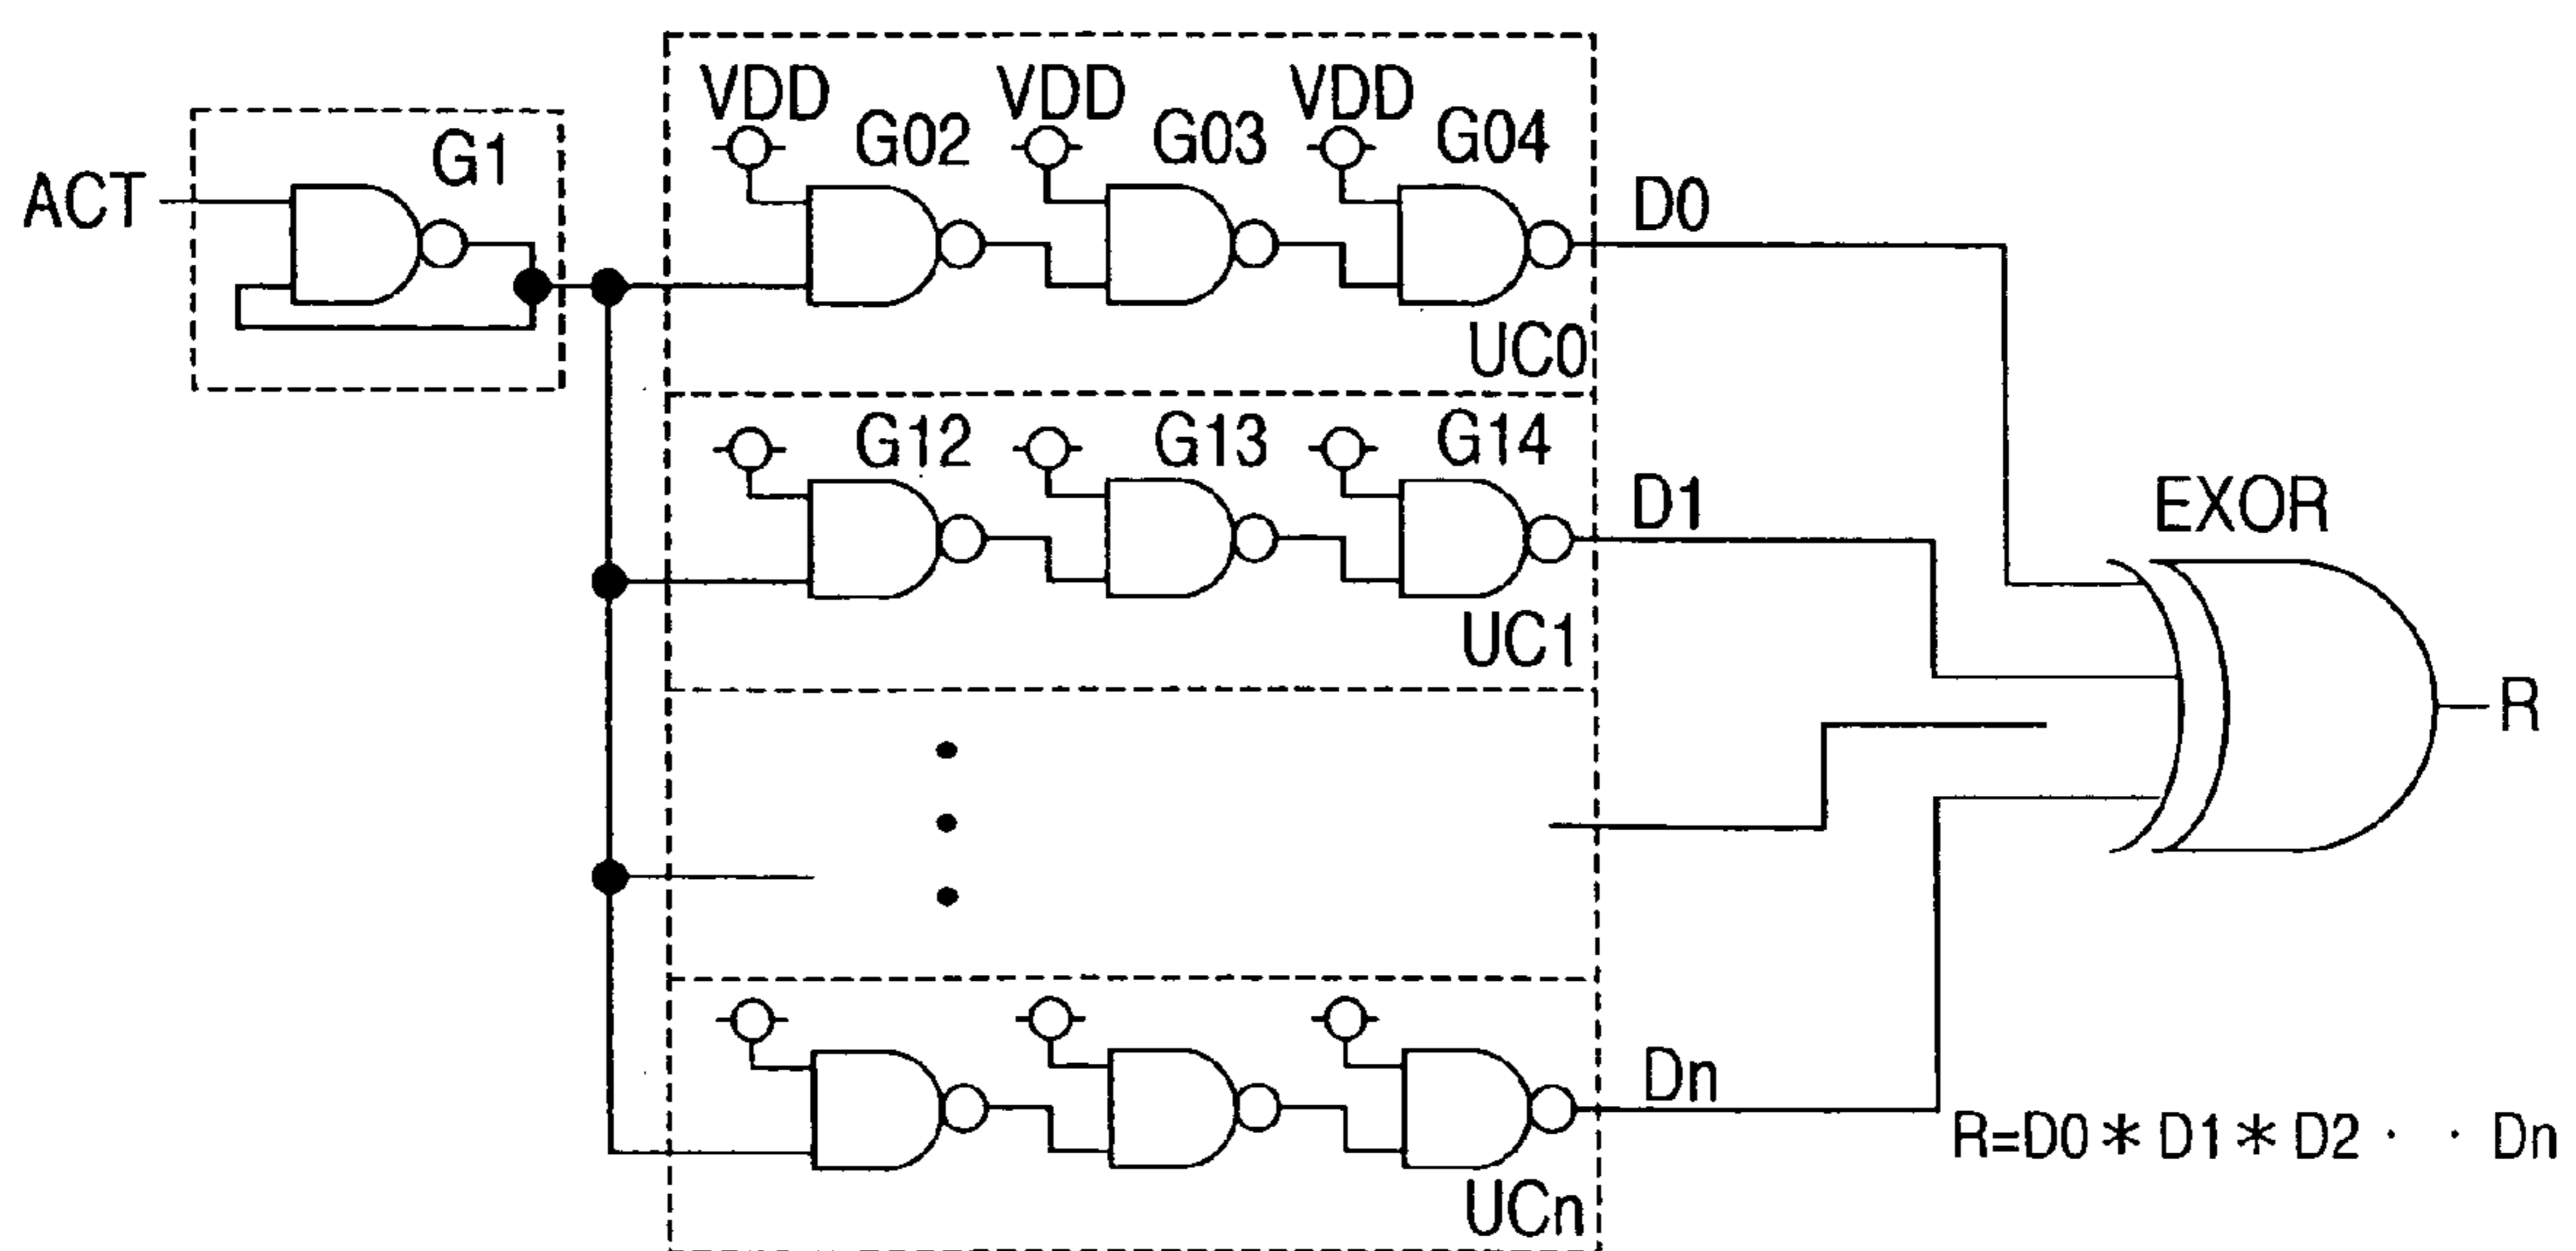 VDD VDD VDD
G1 G02 G03 G04
ACT
D0
UC0
G12 G13 G14
D1
EXOR
UC1
R
Dn
R=D0＊D1＊D2・・Dn
UCn